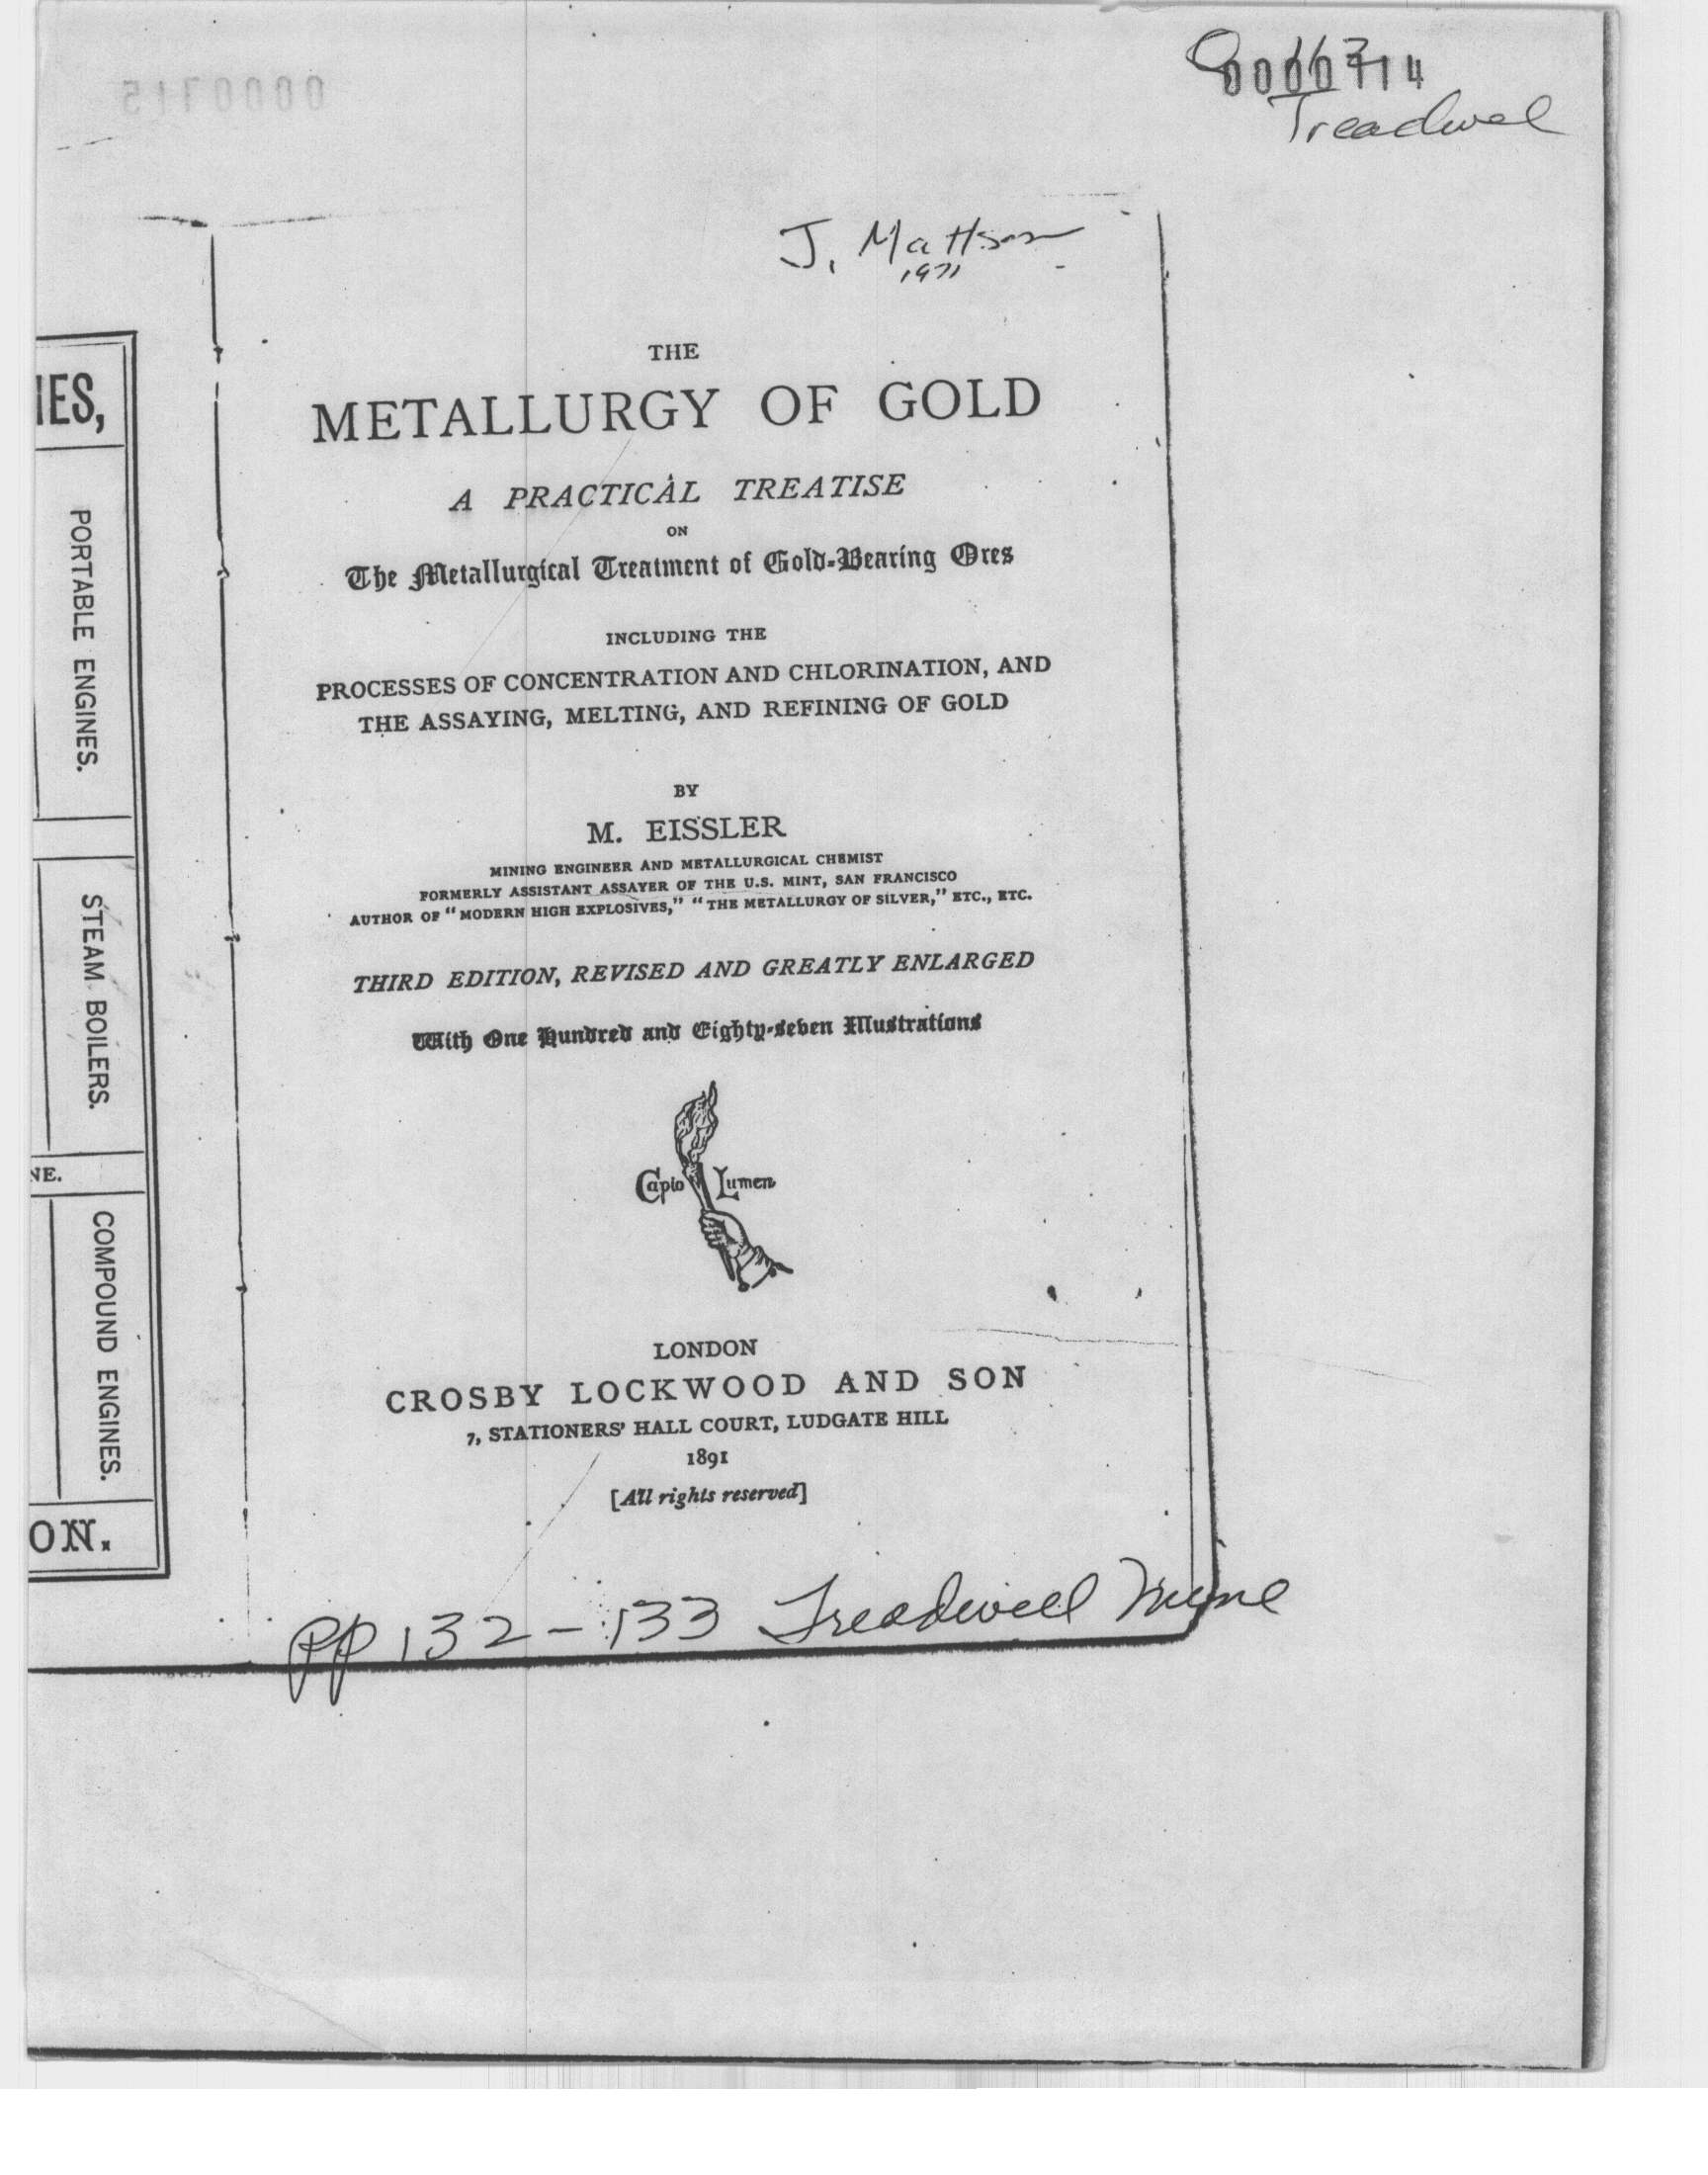 0000714
Treadwel
J. Mattson
1971
THE
METALLURGY OF GOLD
A PRACTICAL TREATISE
ON
The Metallurgical Treatment of Gold-Bearing Ores
INCLUDING THE
PROCESSES OF CONCENTRATION AND CHLORINATION, AND
THE ASSAYING, MELTING, AND REFINING OF GOLD
BY
M. EISSLER
MINING ENGINEER AND METALLURGICAL CHEMIST
FORMERLY ASSISTANT ASSAYER OF THE U.S. MINT, SAN FRANCISCO
AUTHOR OF "MODERN HIGH EXPLOSIVES," "THE METALLURGY OF SILVER," ETC., ETC.
THIRD EDITION, REVISED AND GREATLY ENLARGED
With One Hundred and Eighty-seven Illustrations
Capio Lumen
LONDON
CROSBY LOCKWOOD AND SON
7, STATIONERS' HALL COURT, LUDGATE HILL
1891
[All rights reserved]
pp 132-133 Treadwell Mine
IES,
PORTABLE ENGINES.
STEAM BOILERS.
NE.
COMPOUND ENGINES.
ON.
0000715